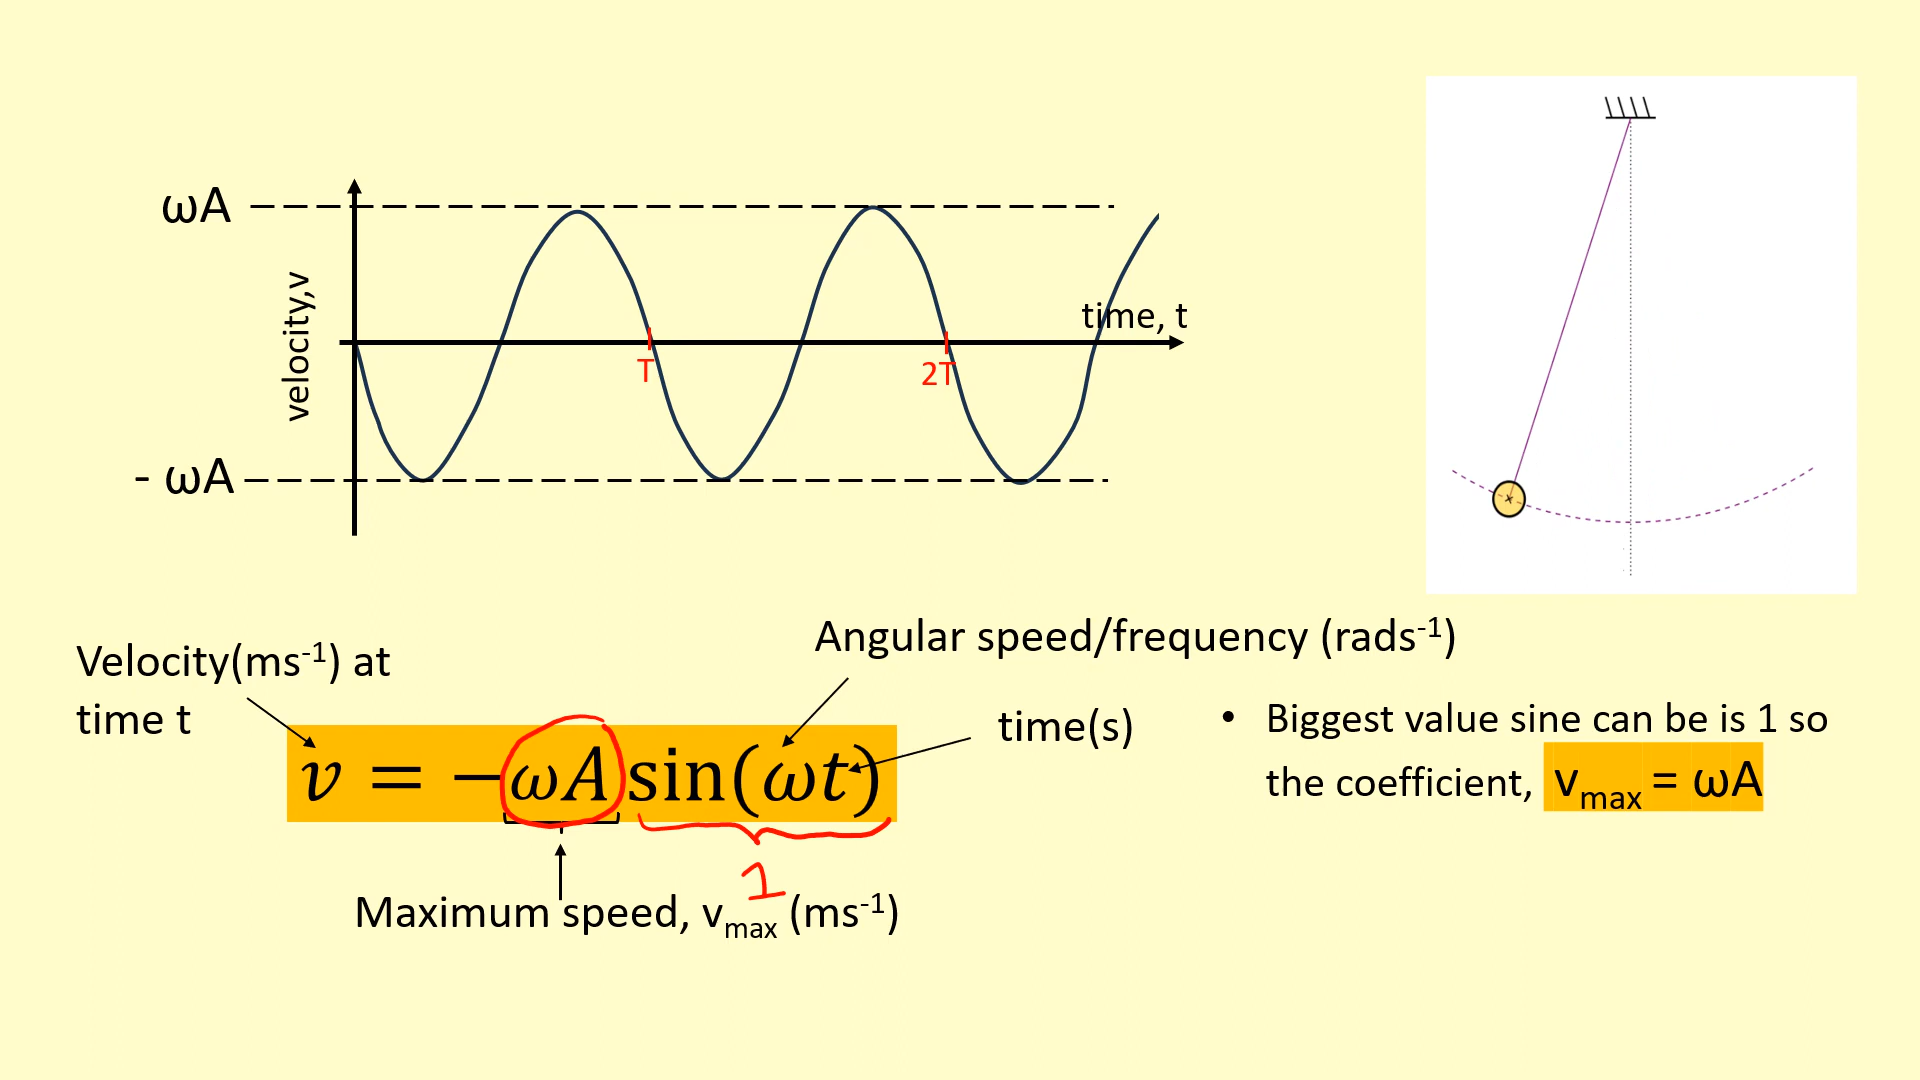 ωA
velocity,v
time, t
T
2T
- ωA
Angular speed/frequency (rads⁻¹)
Velocity(ms⁻¹) at
time t
time(s)
v = −ωA sin(ωt)
1
Maximum speed, vₘₐₓ (ms⁻¹)
• Biggest value sine can be is 1 so
the coefficient, vₘₐₓ = ωA